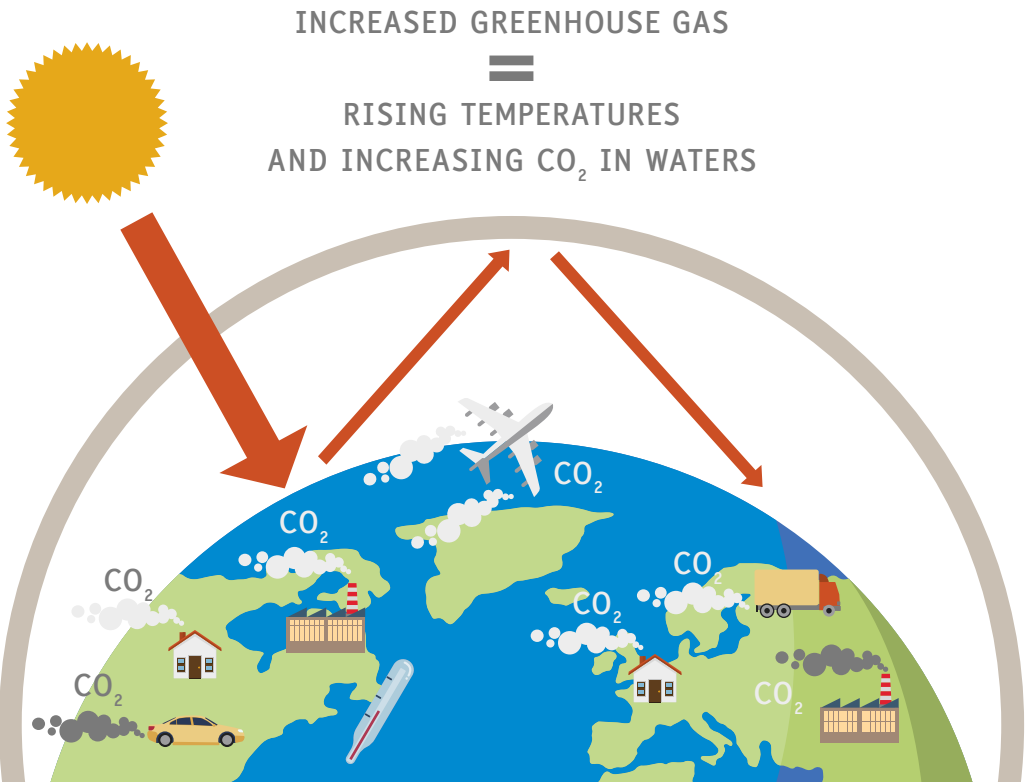 INCREASED GREENHOUSE GAS
=
RISING TEMPERATURES
AND INCREASING CO₂ IN WATERS
CO₂
CO₂
CO₂
CO₂
CO₂
CO₂
CO₂